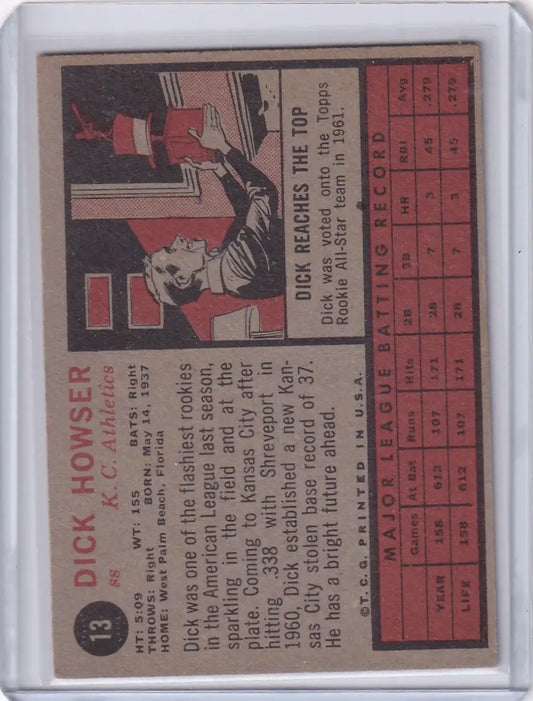 13
DICK HOWSER
ss K. C. Athletics
HT: 5:09 WT: 155 BATS: Right
THROWS: Right BORN: May 14, 1937
HOME: West Palm Beach, Florida
Dick was one of the flashiest rookies
in the American League last season,
sparkling in the field and at the
plate. Coming to Kansas City after
hitting .338 with Shreveport in
1960, Dick established a new Kan-
sas City stolen base record of 37.
He has a bright future ahead.
©T.C.G. PRINTED IN U.S.A.
DICK REACHES THE TOP
Dick was voted onto the Topps
Rookie All-Star team in 1961.
MAJOR LEAGUE BATTING RECORD
Games At Bat Runs Hits 2B 3B HR RBI Avg
YEAR 158 612 107 171 28 7 3 45 .279
LIFE 158 612 107 171 28 7 3 45 .279